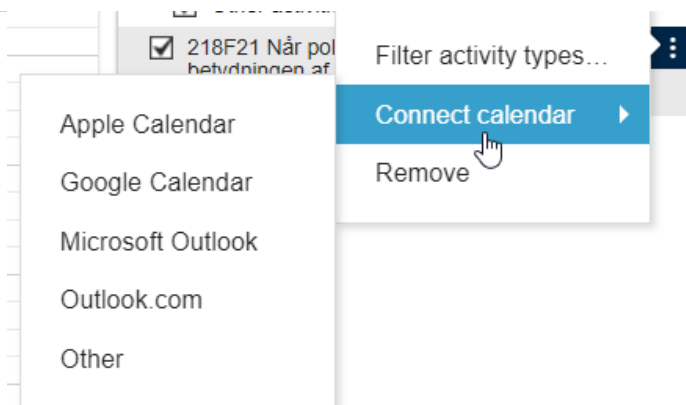 218F21 Når pol
betydningen af
Filter activity types...
Connect calendar
Remove
Apple Calendar
Google Calendar
Microsoft Outlook
Outlook.com
Other